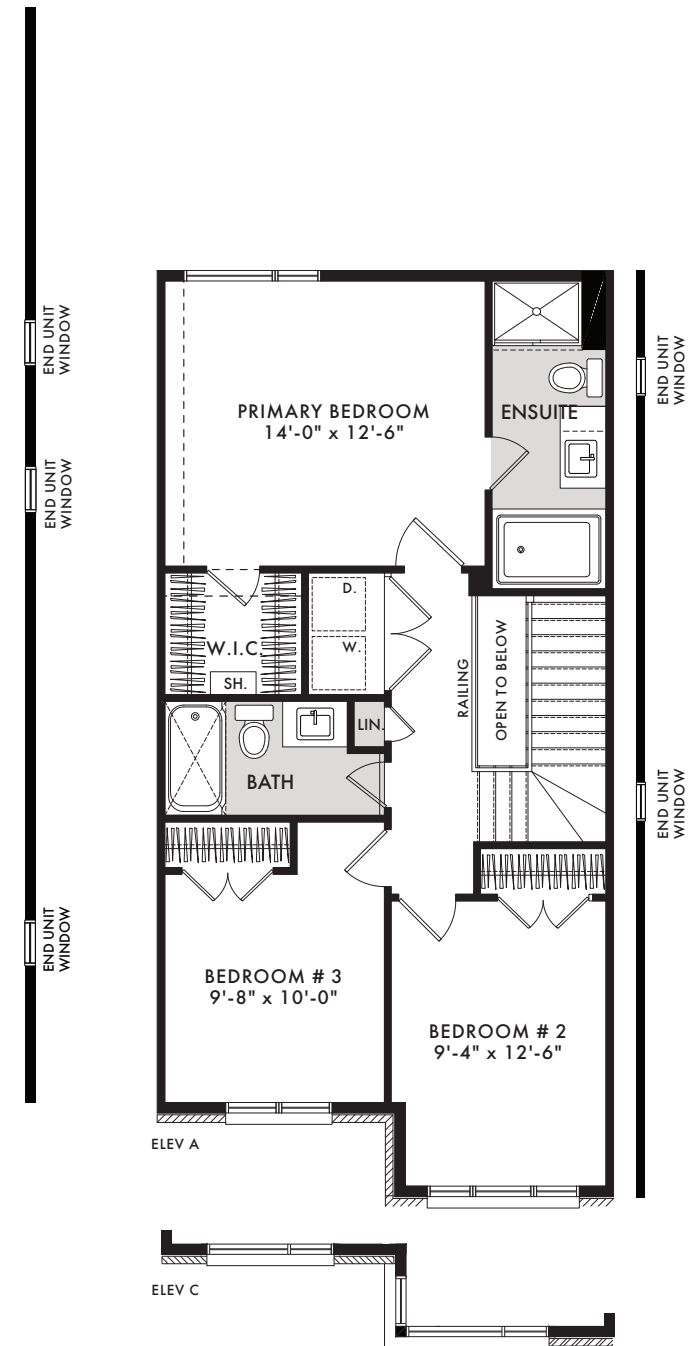 END UNIT
WINDOW
END UNIT
WINDOW
END UNIT
WINDOW
PRIMARY BEDROOM
14'-0" x 12'-6"
ENSUITE
D.
W.
W.I.C.
SH.
LIN.
BATH
RAILING
OPEN TO BELOW
END UNIT
WINDOW
END UNIT
WINDOW
BEDROOM # 3
9'-8" x 10'-0"
BEDROOM # 2
9'-4" x 12'-6"
ELEV A
ELEV C